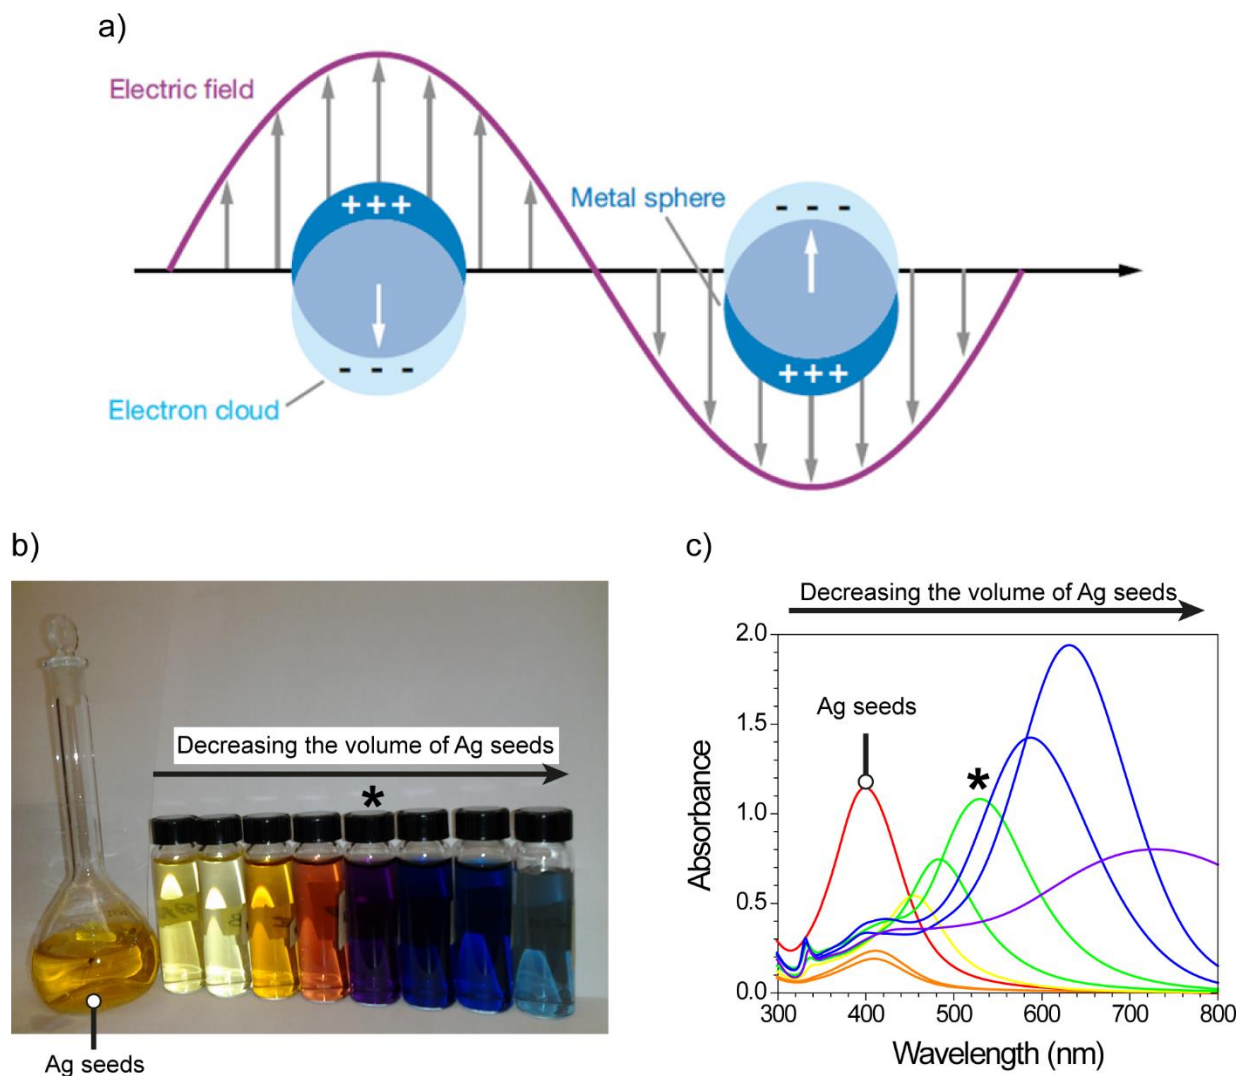 a)
Electric field
+++
Metal sphere
- - -
- - -
+++
Electron cloud
b)
Decreasing the volume of Ag seeds
*
Ag seeds
c)
Decreasing the volume of Ag seeds
2.0
Ag seeds
1.5
*
1.0
0.5
0.0
Absorbance
300 400 500 600 700 800
Wavelength (nm)